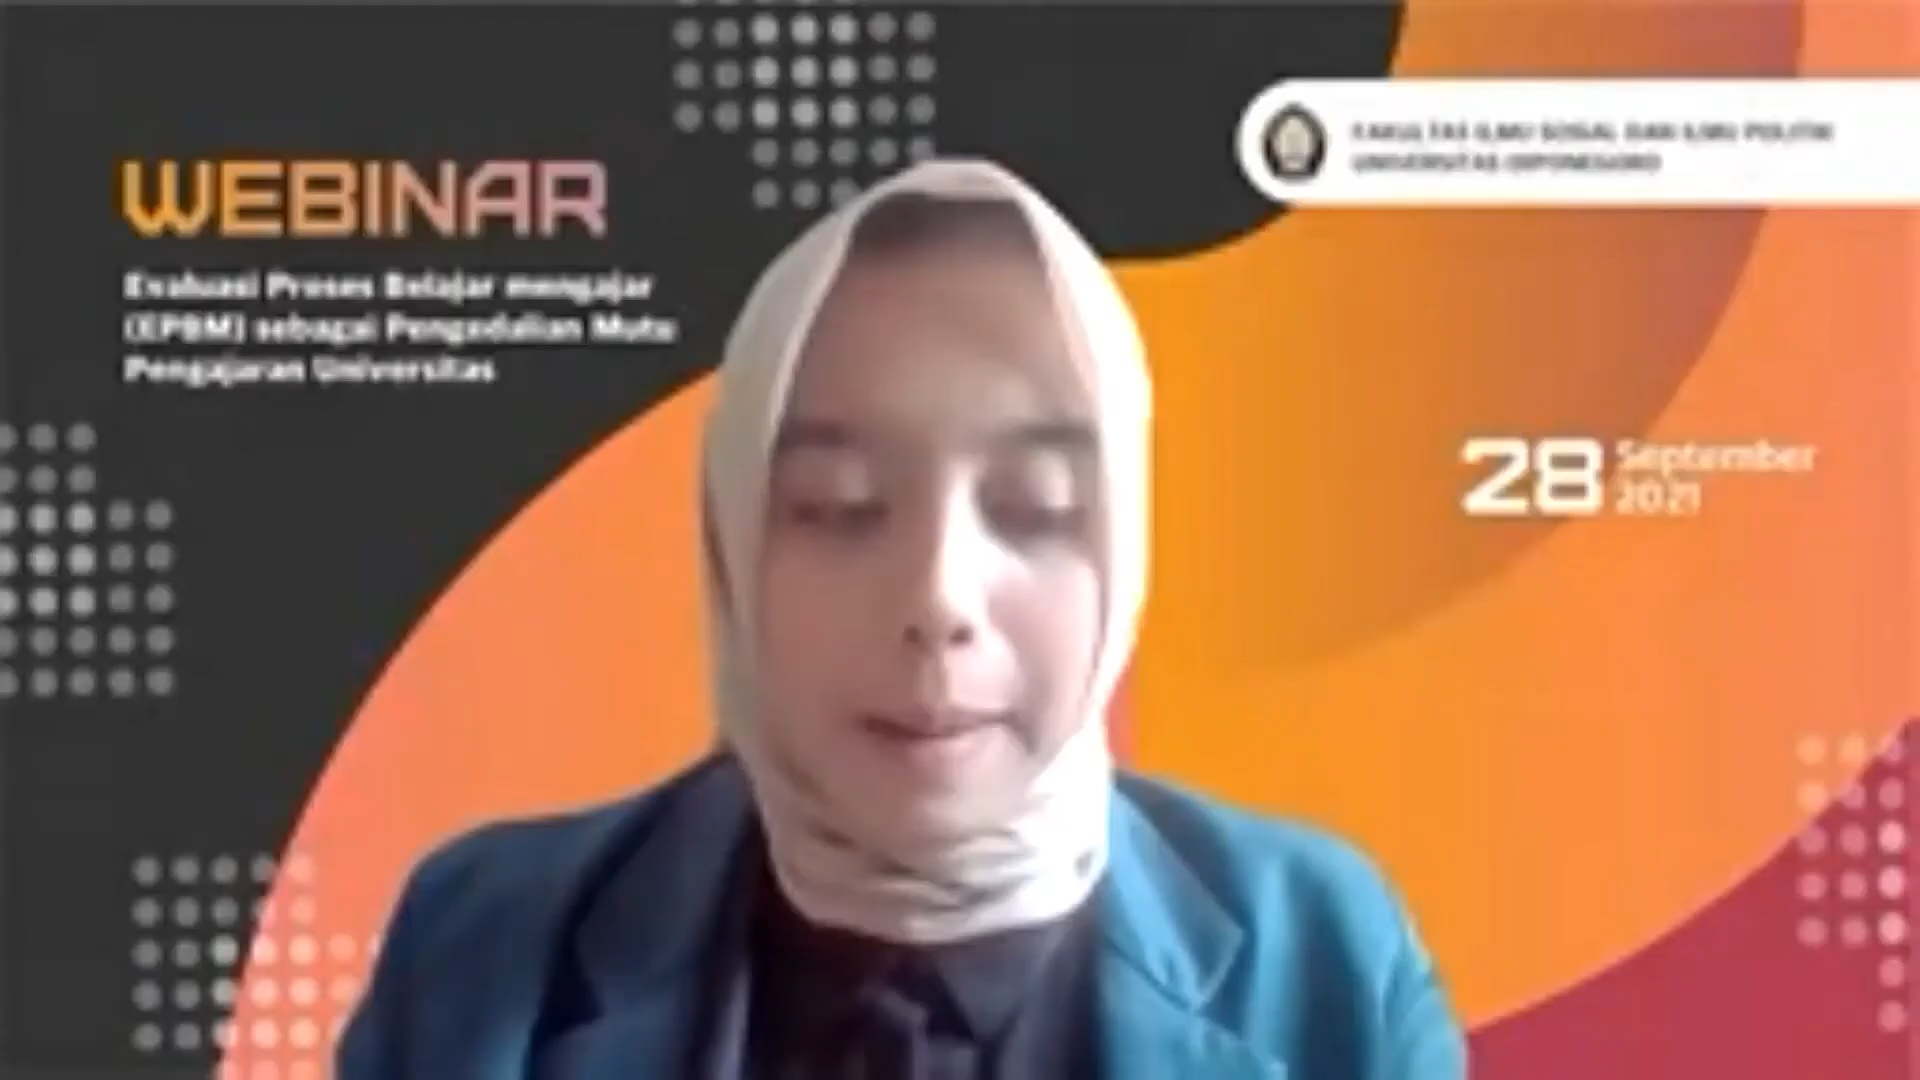 WEBINAR
Evaluasi Proses Belajar mengajar
(EPBM) sebagai Pengedalian Mutu
Pengajaran Universitas
FAKULTAS ILMU SOSIAL DAN ILMU POLITIK
UNIVERSITAS DIPONEGORO
28 September
2021